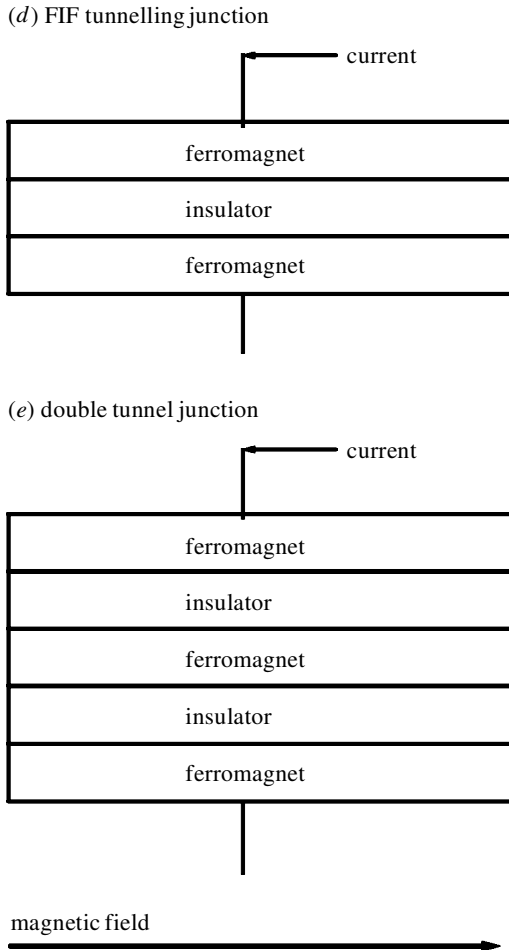 (d) FIF tunnelling junction
current
ferromagnet
insulator
ferromagnet
(e) double tunnel junction
current
ferromagnet
insulator
ferromagnet
insulator
ferromagnet
magnetic field